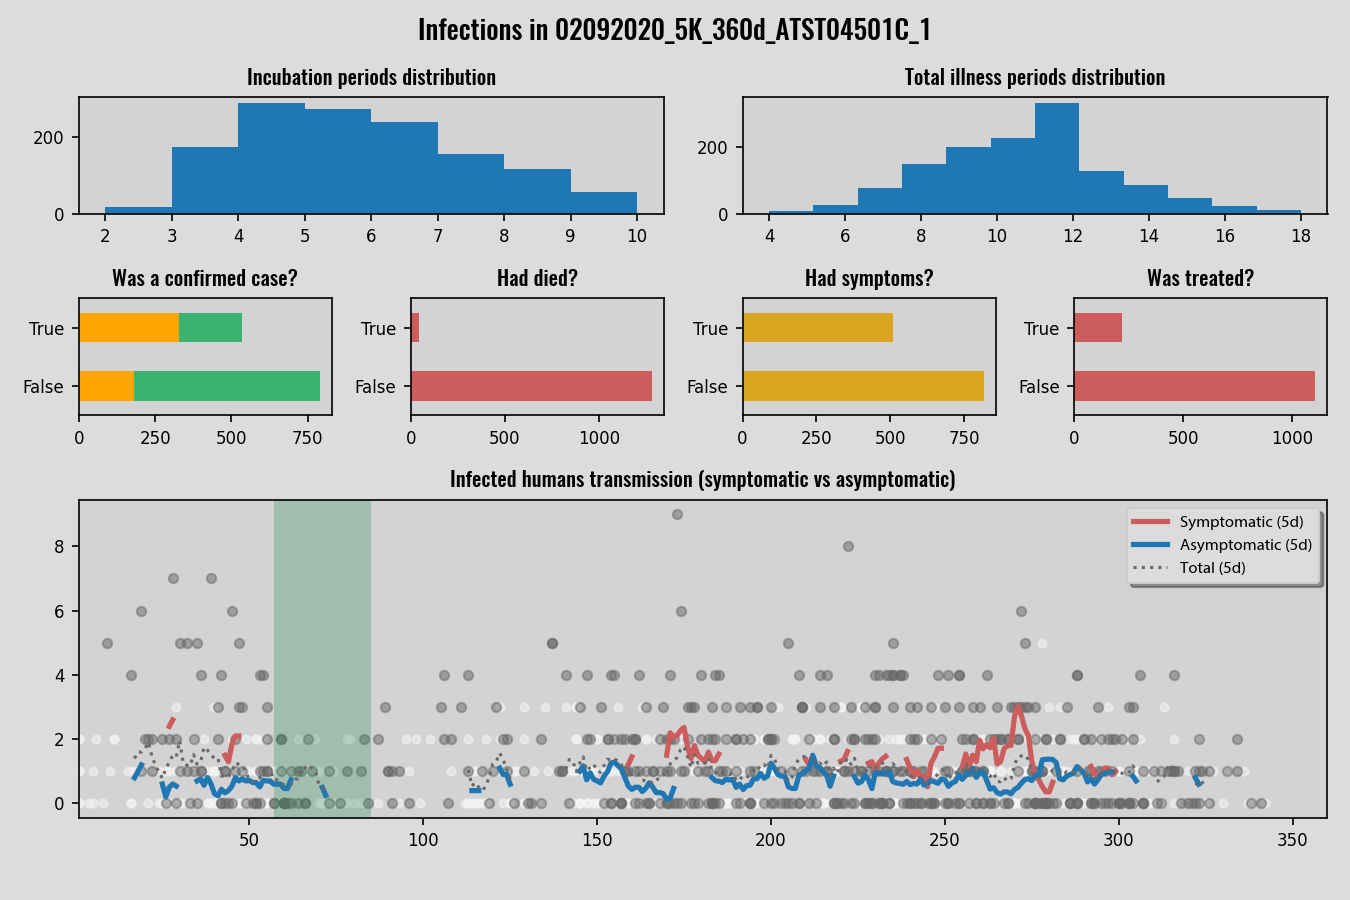 Infections in 02092020_5K_360d_ATST04501C_1
Incubation periods distribution
Total illness periods distribution
200
0
2 3 4 5 6 7 8 9 10
200
0
4 6 8 10 12 14 16 18
Was a confirmed case?
Had died?
Had symptoms?
Was treated?
True
False
0 250 500 750
True
False
0 500 1000
True
False
0 250 500 750
True
False
0 500 1000
Infected humans transmission (symptomatic vs asymptomatic)
Symptomatic (5d)
Asymptomatic (5d)
Total (5d)
8
6
4
2
0
50 100 150 200 250 300 350